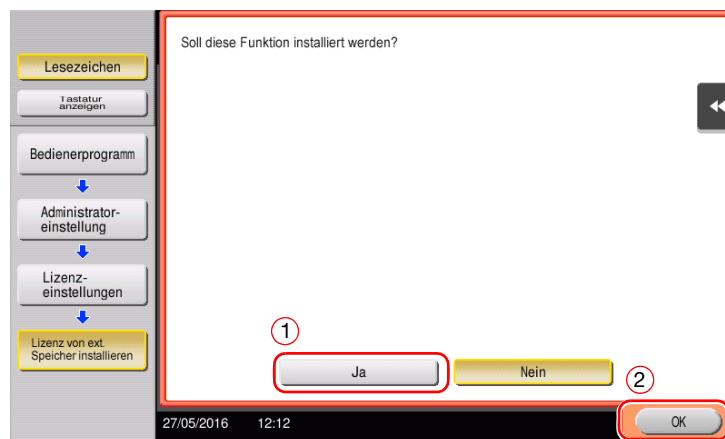 Soll diese Funktion installiert werden?
Lesezeichen
Tastatur
anzeigen
Bedienerprogramm
Administrator-
einstellung
Lizenz-
einstellungen
Lizenz von ext.
Speicher installieren
1
Ja
Nein
2
27/05/2016 12:12
OK